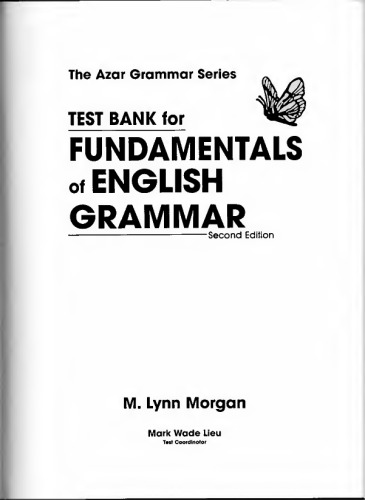 The Azar Grammar Series
TEST BANK for
FUNDAMENTALS
of ENGLISH
GRAMMAR
Second Edition
M. Lynn Morgan
Mark Wade Lieu
Test Coordinator